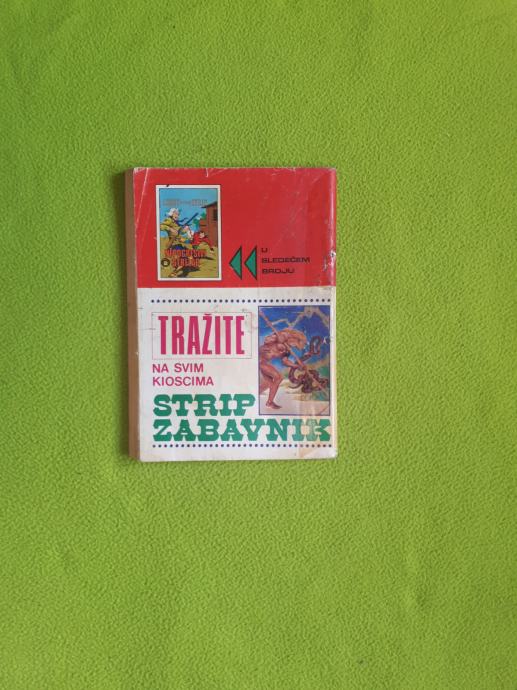 U
SLEDEĆEM
BROJU
TRAŽITE
NA SVIM
KIOSCIMA
STRIP
ZABAVNIK